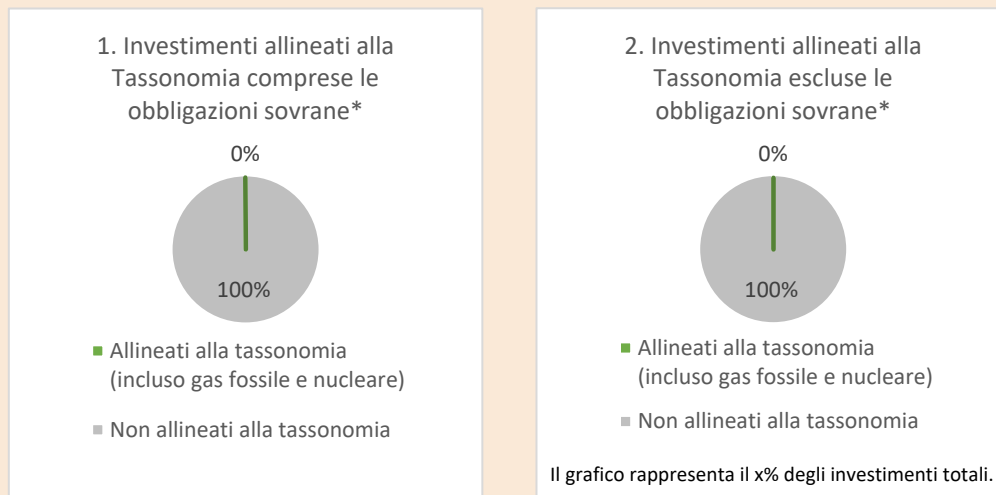 1. Investimenti allineati alla
Tassonomia comprese le
obbligazioni sovrane*
0%
100%
Allineati alla tassonomia
(incluso gas fossile e nucleare)
Non allineati alla tassonomia
2. Investimenti allineati alla
Tassonomia escluse le
obbligazioni sovrane*
0%
100%
Allineati alla tassonomia
(incluso gas fossile e nucleare)
Non allineati alla tassonomia
Il grafico rappresenta il x% degli investimenti totali.